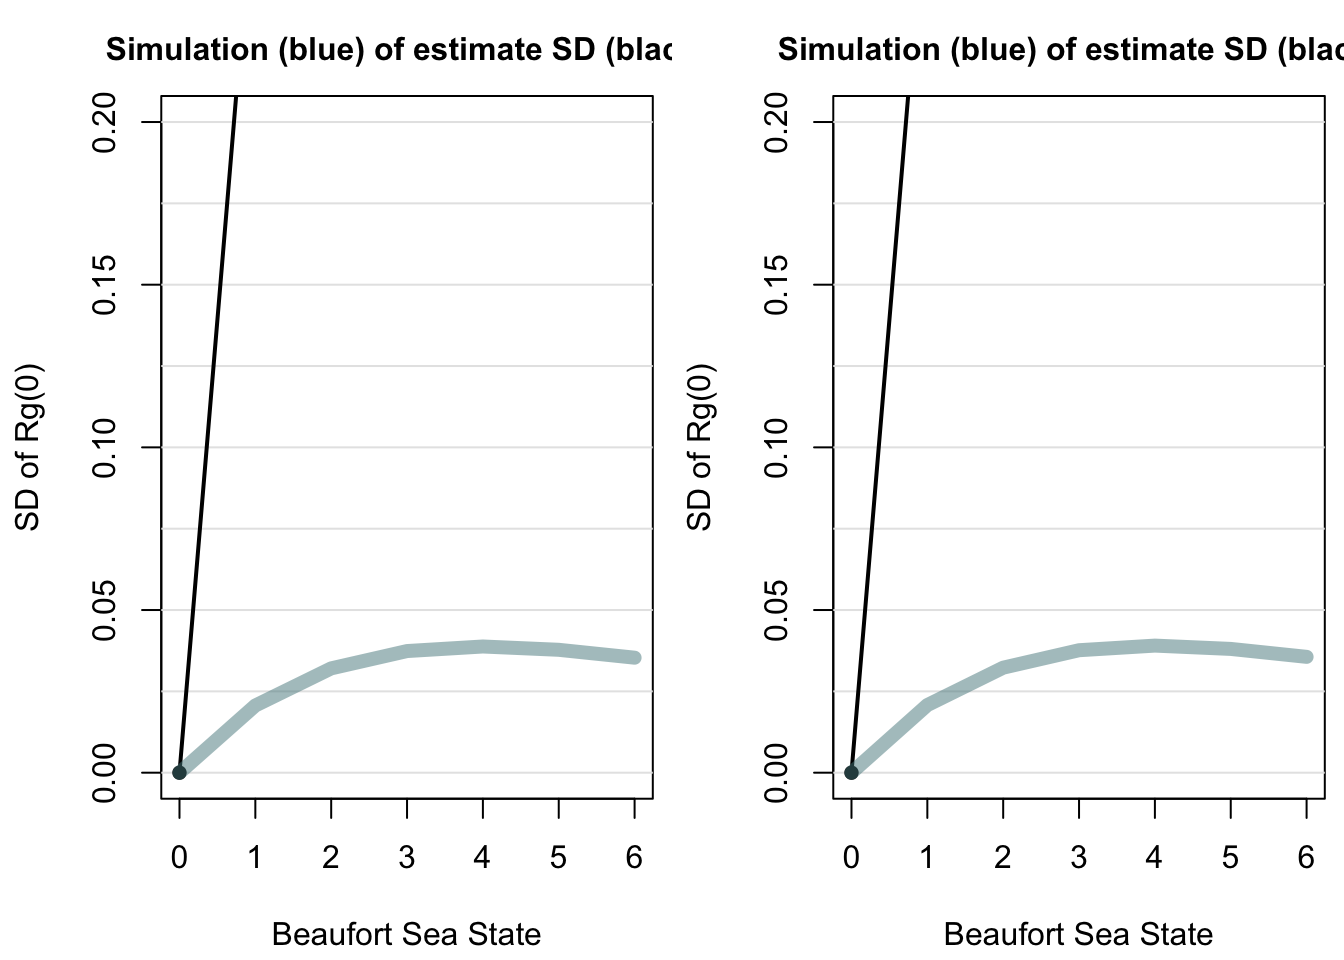 Simulation (blue) of estimate SD (blac
SD of Rg(0)
0.20
0.15
0.10
0.05
0.00
0 1 2 3 4 5 6
Beaufort Sea State
Simulation (blue) of estimate SD (blac
SD of Rg(0)
0.20
0.15
0.10
0.05
0.00
0 1 2 3 4 5 6
Beaufort Sea State